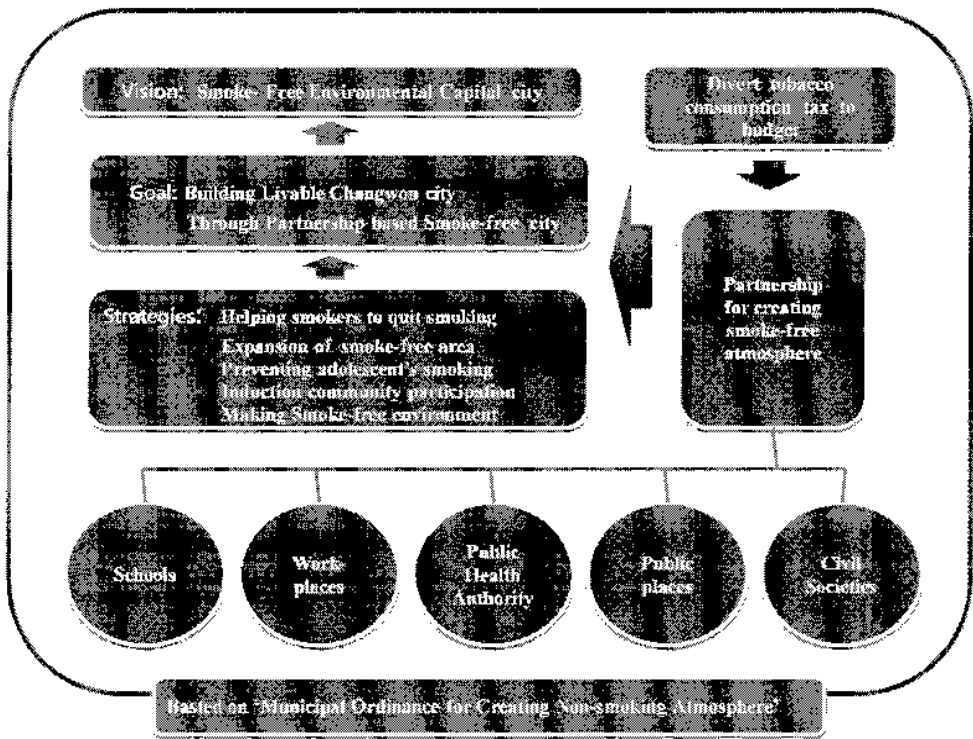 Vision: Smoke- Free Environmental Capital city
Divert tobacco
consumption tax to
budger
Goal: Building Livable Changwon city
Through Partnership based Smoke-free city
Partnership
for creating
smoke-free
atmosphere
Strategies: Helping smokers to quit smoking
Expansion of smoke-free area
Preventing adolescent's smoking
Induction community participation
Making Smoke-free environment
Schools
Work-
places
Public
Health
Authority
Public
places
Civil
Societies
Basted on "Municipal Ordinance for Creating Non-smoking Atmosphere"